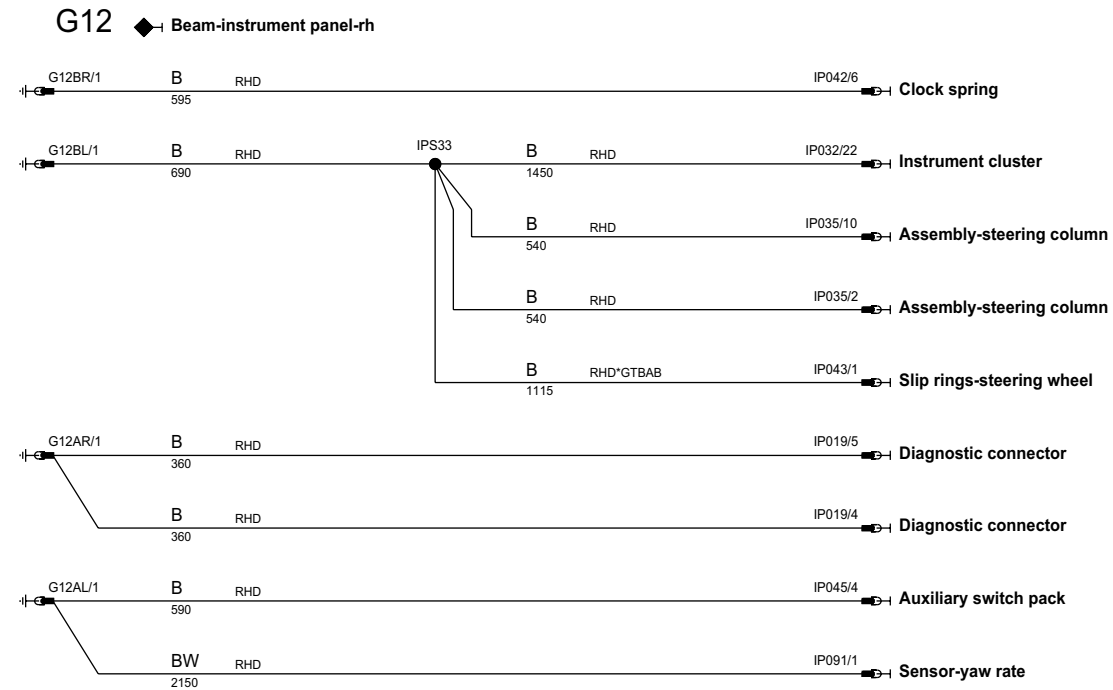 G12 Beam-instrument panel-rh
G12BR/1 B RHD IP042/6 Clock spring
595
G12BL/1 B RHD IPS33 B RHD IP032/22 Instrument cluster
690 1450
B RHD IP035/10 Assembly-steering column
540
B RHD IP035/2 Assembly-steering column
540
B RHD*GTBAB IP043/1 Slip rings-steering wheel
1115
G12AR/1 B RHD IP019/5 Diagnostic connector
360
B RHD IP019/4 Diagnostic connector
360
G12AL/1 B RHD IP045/4 Auxiliary switch pack
590
BW RHD IP091/1 Sensor-yaw rate
2150